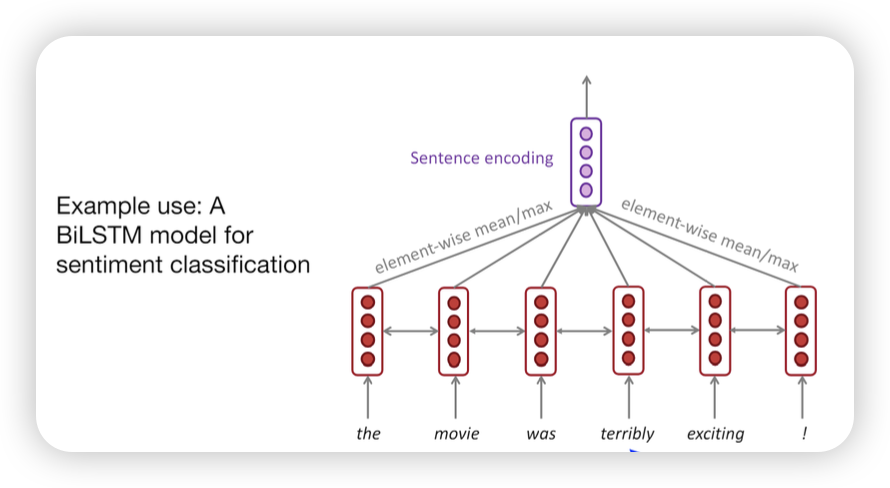 Example use: A
BiLSTM model for
sentiment classification
Sentence encoding
element-wise mean/max
element-wise mean/max
the movie was terribly exciting !